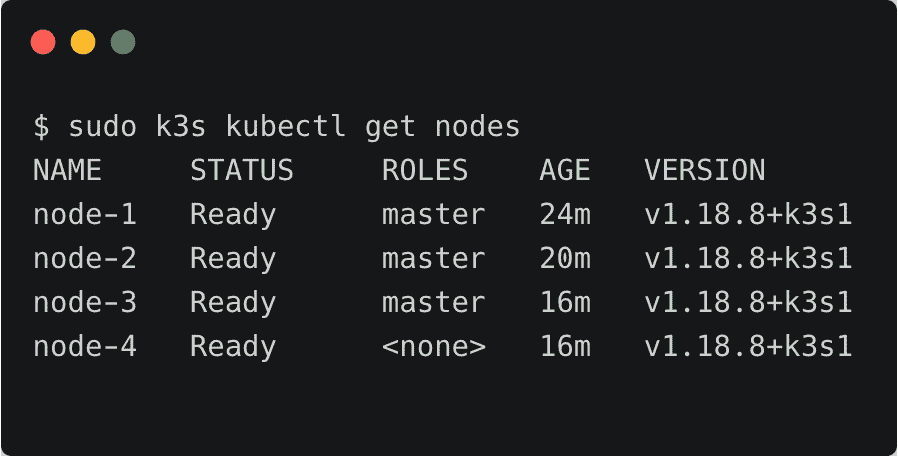 $ sudo k3s kubectl get nodes
NAME     STATUS     ROLES    AGE   VERSION
node-1   Ready      master   24m   v1.18.8+k3s1
node-2   Ready      master   20m   v1.18.8+k3s1
node-3   Ready      master   16m   v1.18.8+k3s1
node-4   Ready      <none>   16m   v1.18.8+k3s1